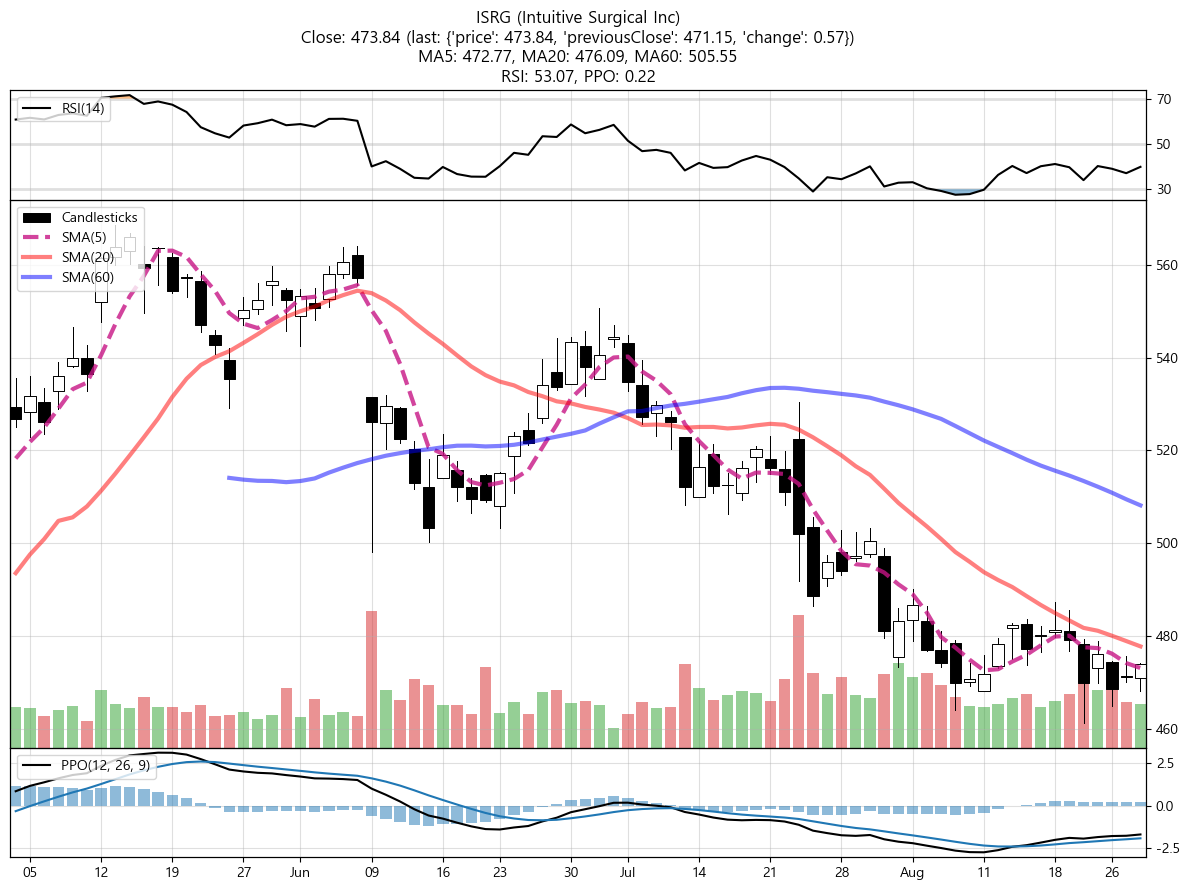 ISRG (Intuitive Surgical Inc)
Close: 473.84 (last: {'price': 473.84, 'previousClose': 471.15, 'change': 0.57})
MA5: 472.77, MA20: 476.09, MA60: 505.55
RSI: 53.07, PPO: 0.22
RSI(14)
70
50
30
Candlesticks
SMA(5)
SMA(20)
SMA(60)
560
540
520
500
480
460
PPO(12, 26, 9)
2.5
0.0
−2.5
05 12 19 27 Jun 09 16 23 30 Jul 14 21 28 Aug 11 18 26